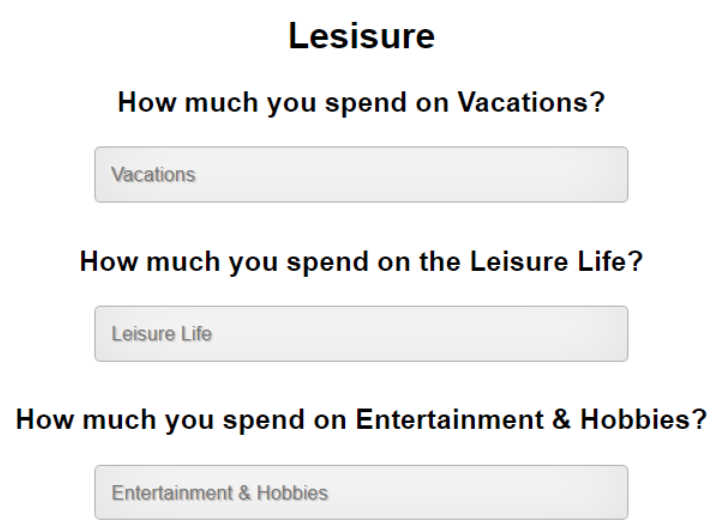 Lesisure
How much you spend on Vacations?
Vacations
How much you spend on the Leisure Life?
Leisure Life
How much you spend on Entertainment & Hobbies?
Entertainment & Hobbies